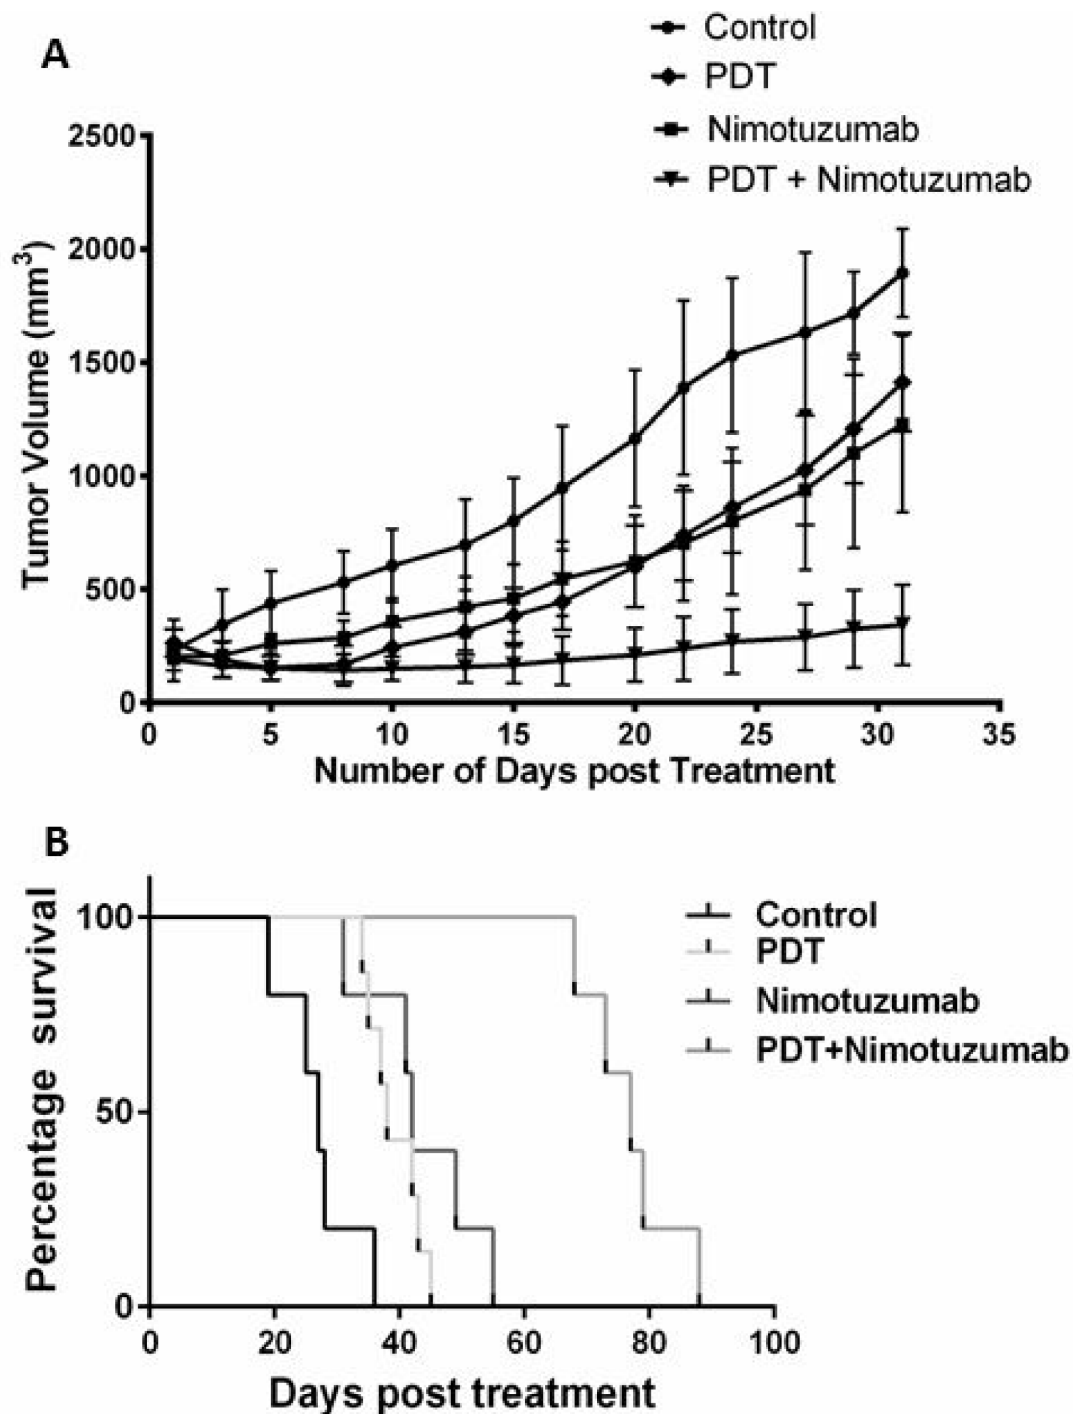 A
Control
PDT
Nimotuzumab
PDT + Nimotuzumab
2500
2000
1500
1000
500
0
Tumor Volume (mm³)
0 5 10 15 20 25 30 35
Number of Days post Treatment
B
100
50
0
Percentage survival
Control
PDT
Nimotuzumab
PDT+Nimotuzumab
0 20 40 60 80 100
Days post treatment